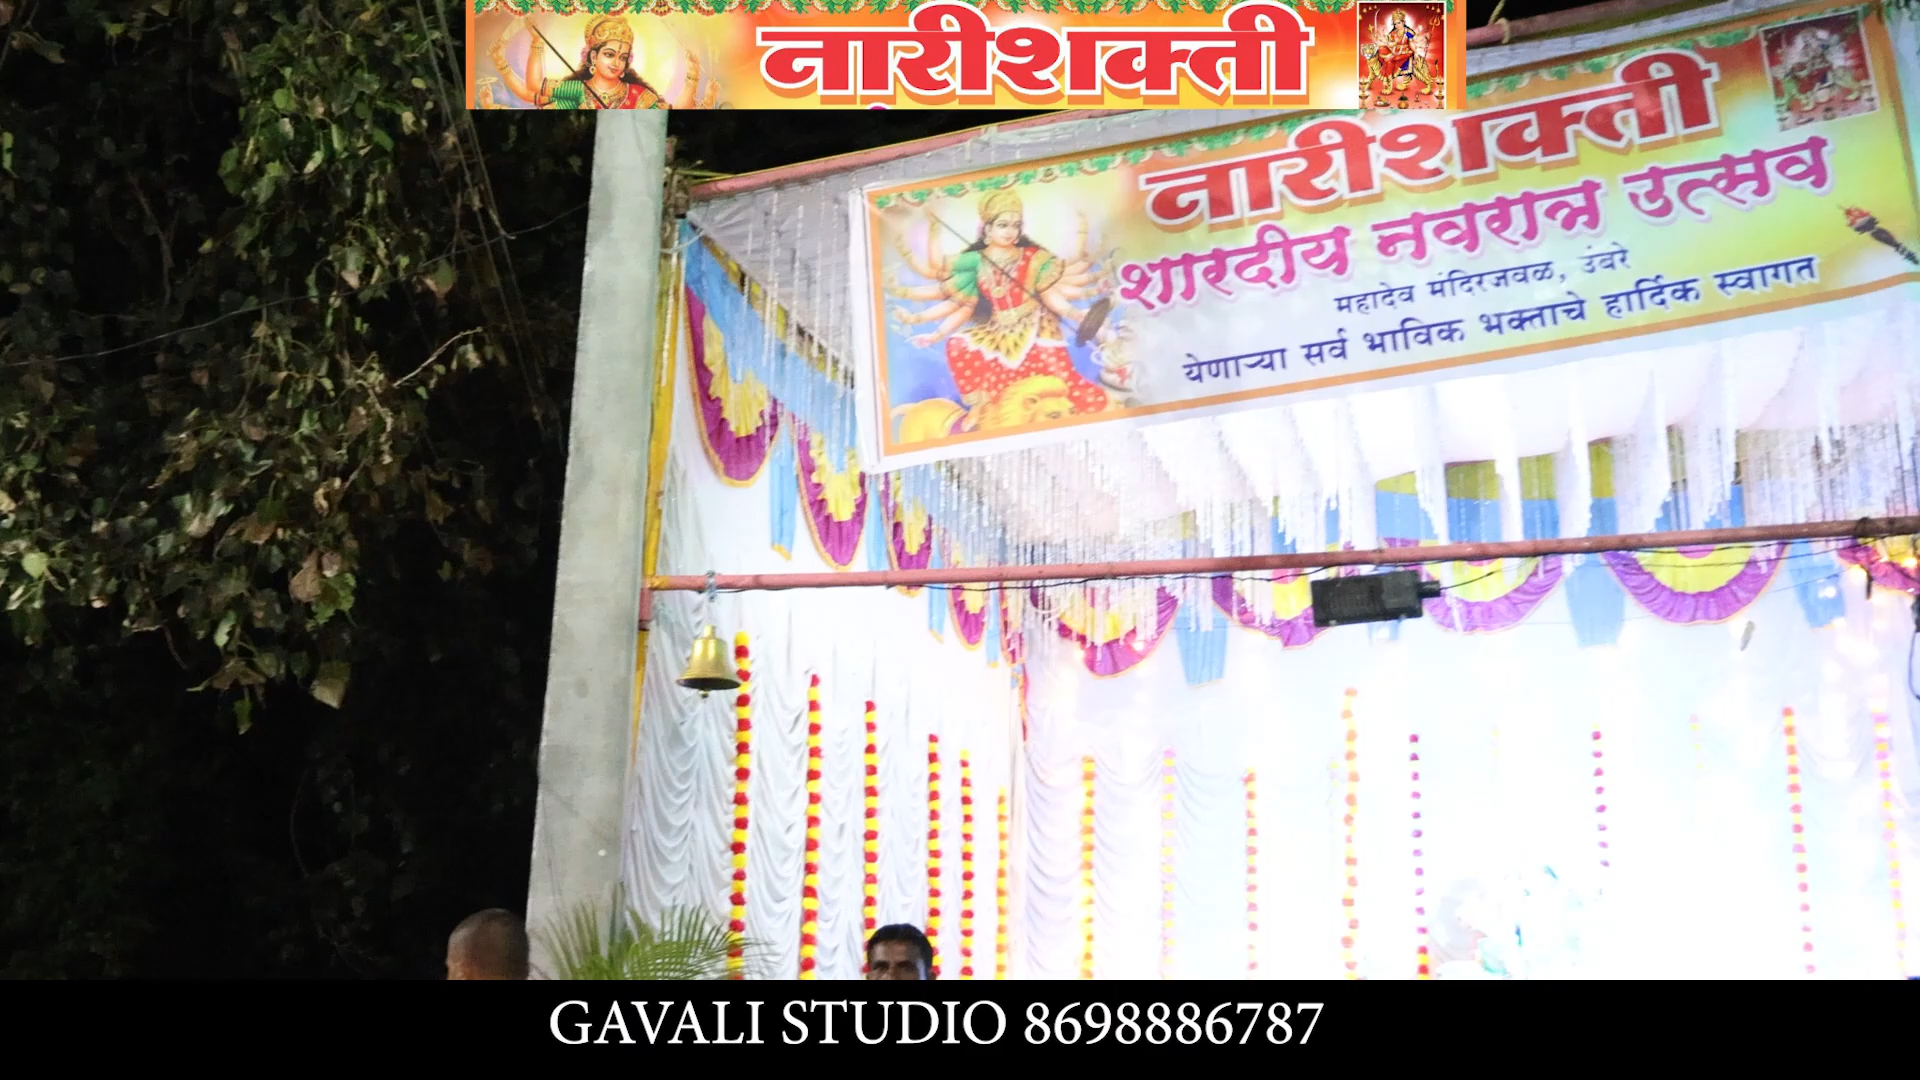 नारीशक्ती
नारीशक्ती
शारदीय नवरात्र उत्सव
महादेव मंदिरजवळ, उंबरे
येणाऱ्या सर्व भाविक भक्ताचे हार्दिक स्वागत
GAVALI STUDIO 8698886787